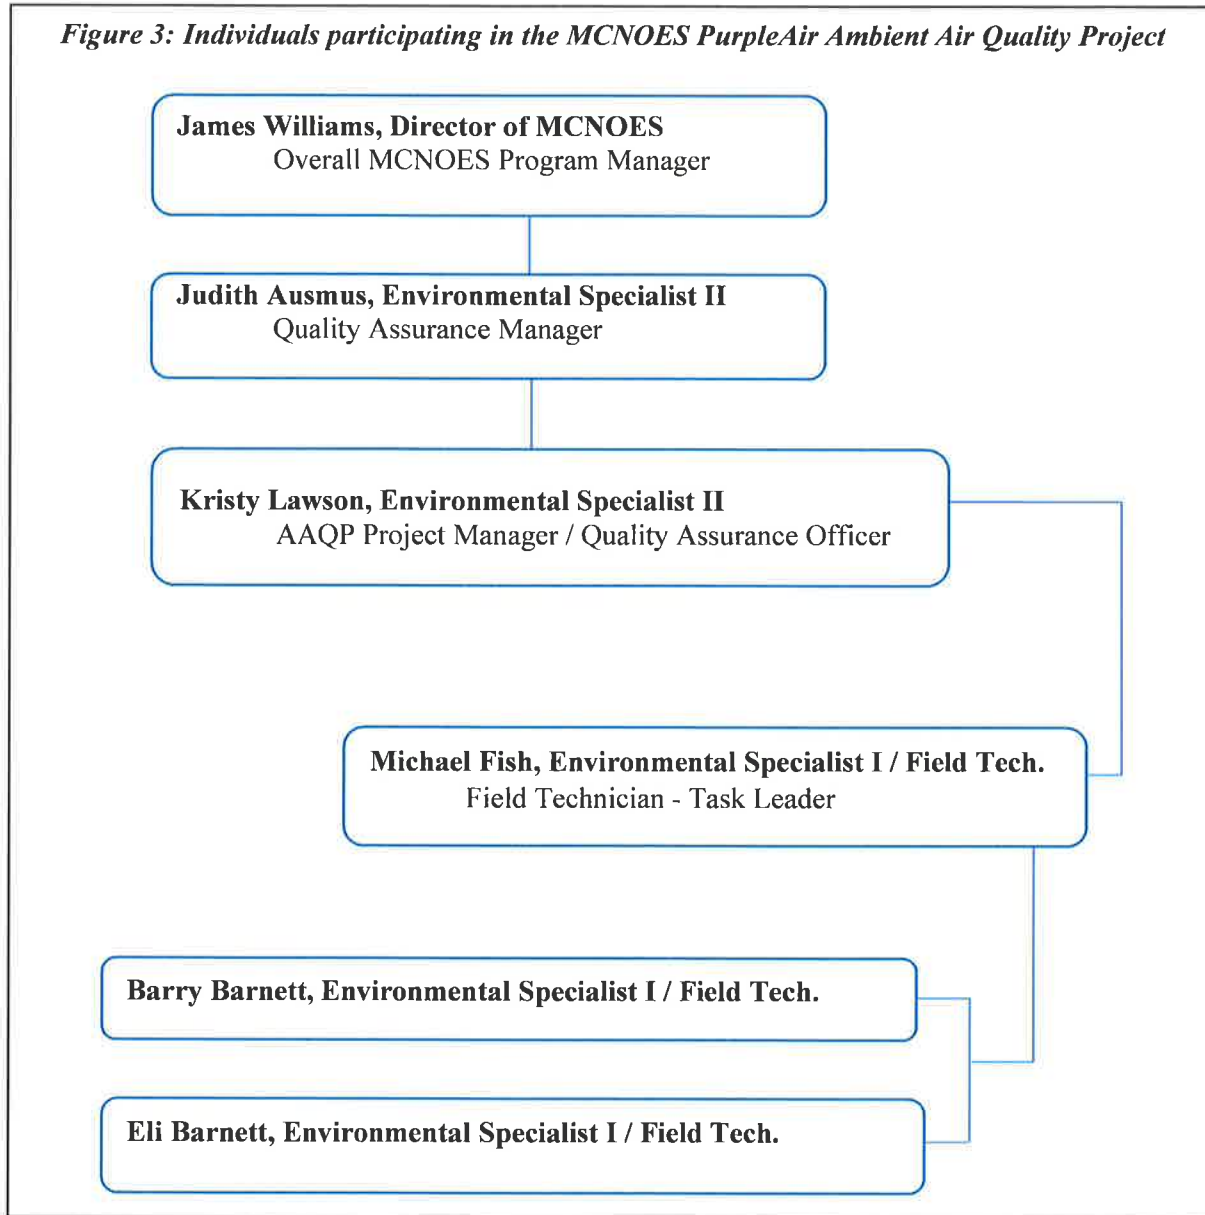 Figure 3: Individuals participating in the MCNOES PurpleAir Ambient Air Quality Project
James Williams, Director of MCNOES
Overall MCNOES Program Manager
Judith Ausmus, Environmental Specialist II
Quality Assurance Manager
Kristy Lawson, Environmental Specialist II
AAQP Project Manager / Quality Assurance Officer
Michael Fish, Environmental Specialist I / Field Tech.
Field Technician - Task Leader
Barry Barnett, Environmental Specialist I / Field Tech.
Eli Barnett, Environmental Specialist I / Field Tech.